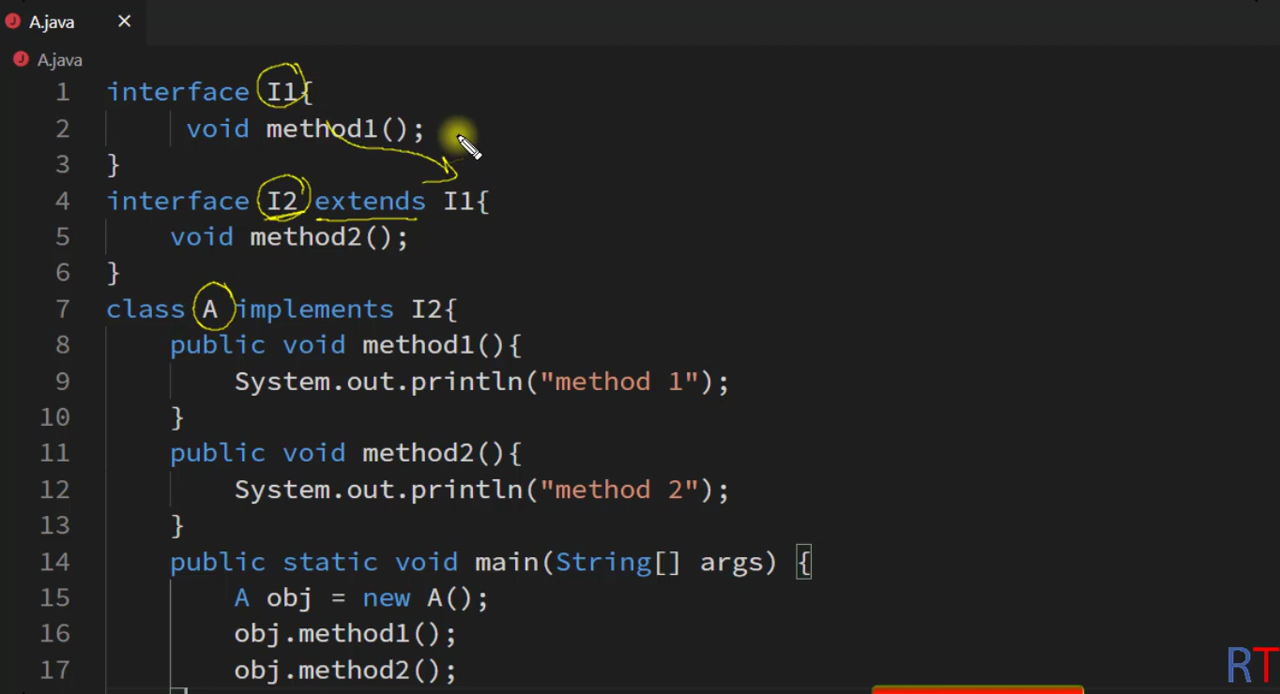 A.java
A.java
1 interface I1{
2 void method1();
3 }
4 interface I2 extends I1{
5 void method2();
6 }
7 class A implements I2{
8 public void method1(){
9 System.out.println("method 1");
10 }
11 public void method2(){
12 System.out.println("method 2");
13 }
14 public static void main(String[] args) {
15 A obj = new A();
16 obj.method1();
17 obj.method2();
RT